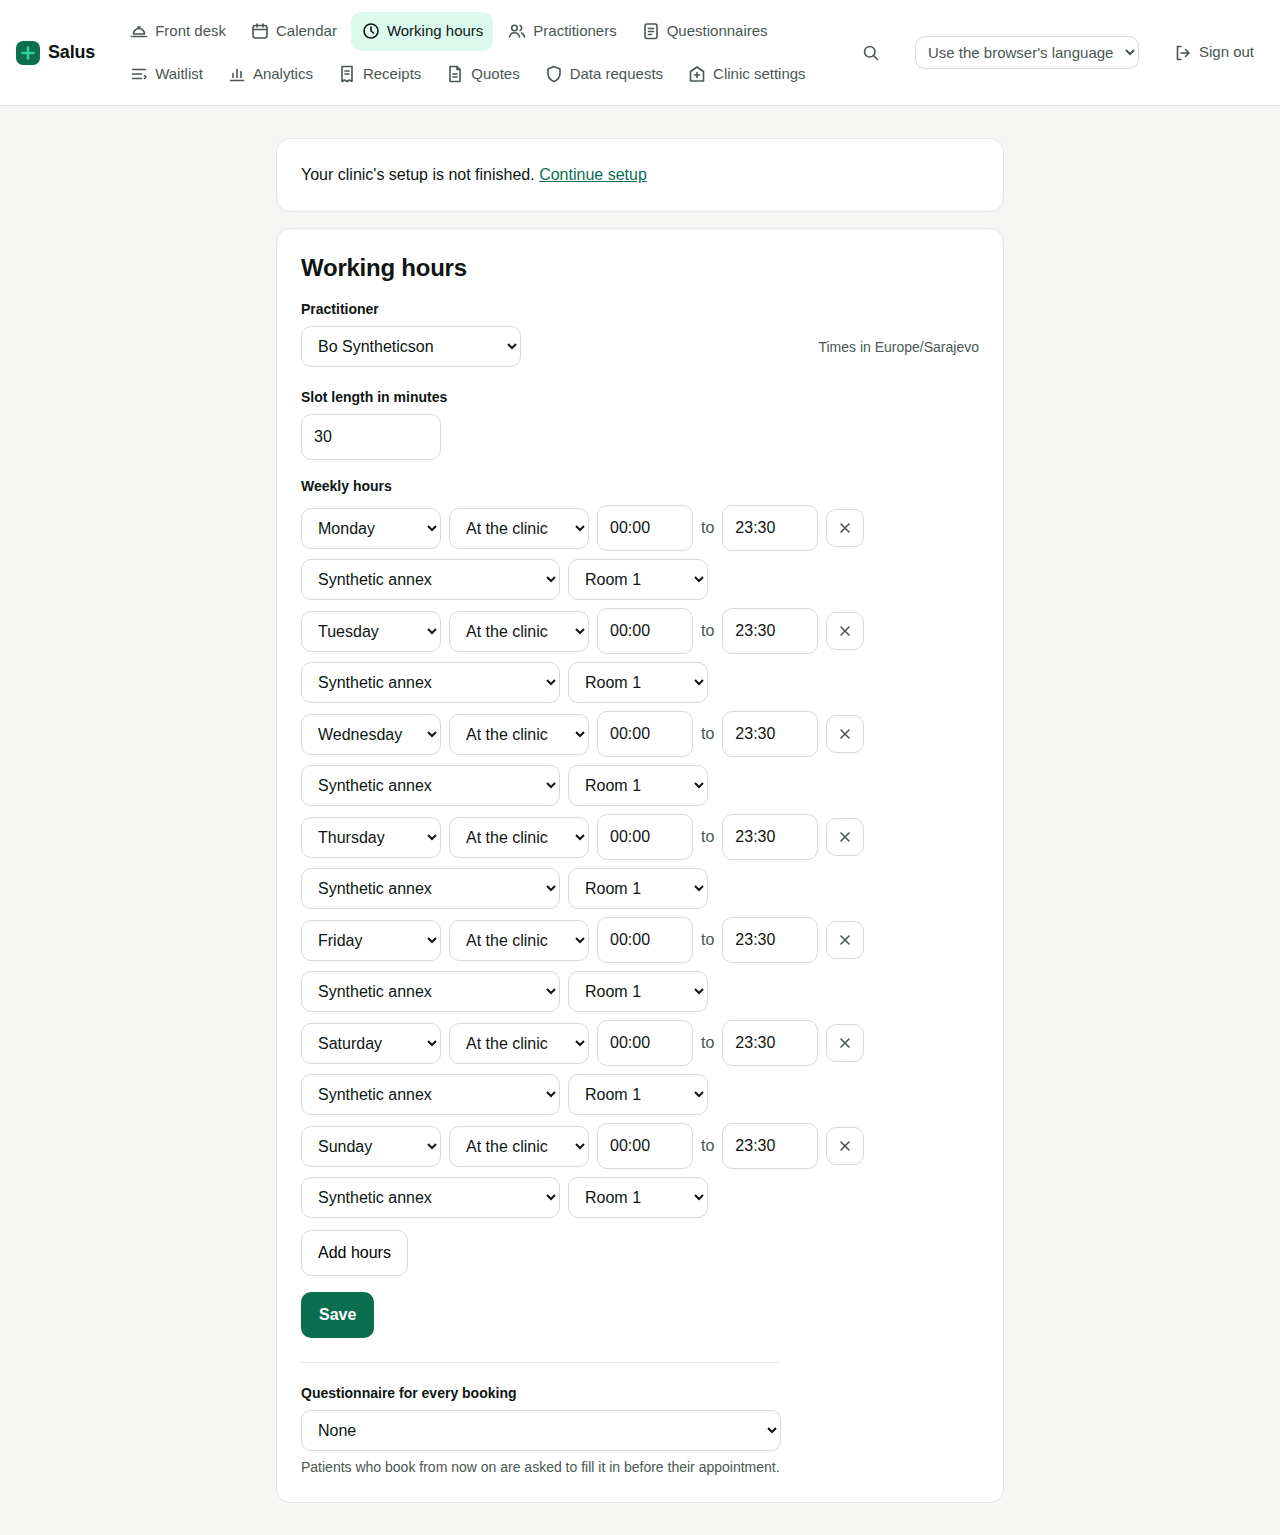 Salus
Front desk
Calendar
Working hours
Practitioners
Questionnaires
Waitlist
Analytics
Receipts
Quotes
Data requests
Clinic settings
Use the browser's language
Sign out
Your clinic's setup is not finished. Continue setup
Working hours
Practitioner
Bo Syntheticson
Times in Europe/Sarajevo
Slot length in minutes
30
Weekly hours
Monday At the clinic 00:00 to 23:30
Synthetic annex Room 1
Tuesday At the clinic 00:00 to 23:30
Synthetic annex Room 1
Wednesday At the clinic 00:00 to 23:30
Synthetic annex Room 1
Thursday At the clinic 00:00 to 23:30
Synthetic annex Room 1
Friday At the clinic 00:00 to 23:30
Synthetic annex Room 1
Saturday At the clinic 00:00 to 23:30
Synthetic annex Room 1
Sunday At the clinic 00:00 to 23:30
Synthetic annex Room 1
Add hours
Save
Questionnaire for every booking
None
Patients who book from now on are asked to fill it in before their appointment.